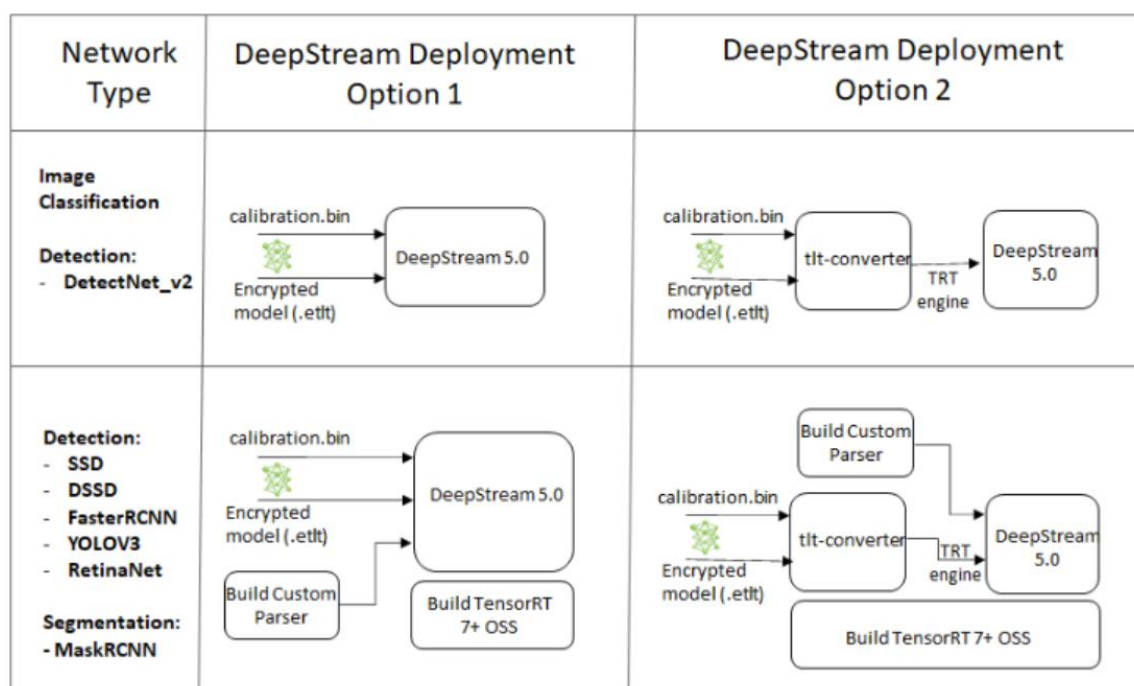 Network
Type
DeepStream Deployment
Option 1
DeepStream Deployment
Option 2
Image
Classification
Detection:
- DetectNet_v2
calibration.bin
Encrypted
model (.etlt)
DeepStream 5.0
calibration.bin
Encrypted
model (.etlt)
tlt-converter
TRT
engine
DeepStream
5.0
Detection:
- SSD
- DSSD
- FasterRCNN
- YOLOV3
- RetinaNet
Segmentation:
- MaskRCNN
calibration.bin
Encrypted
model (.etlt)
Build Custom
Parser
DeepStream 5.0
Build TensorRT
7+ OSS
Build Custom
Parser
calibration.bin
Encrypted
model (.etlt)
tlt-converter
TRT
engine
DeepStream
5.0
Build TensorRT 7+ OSS